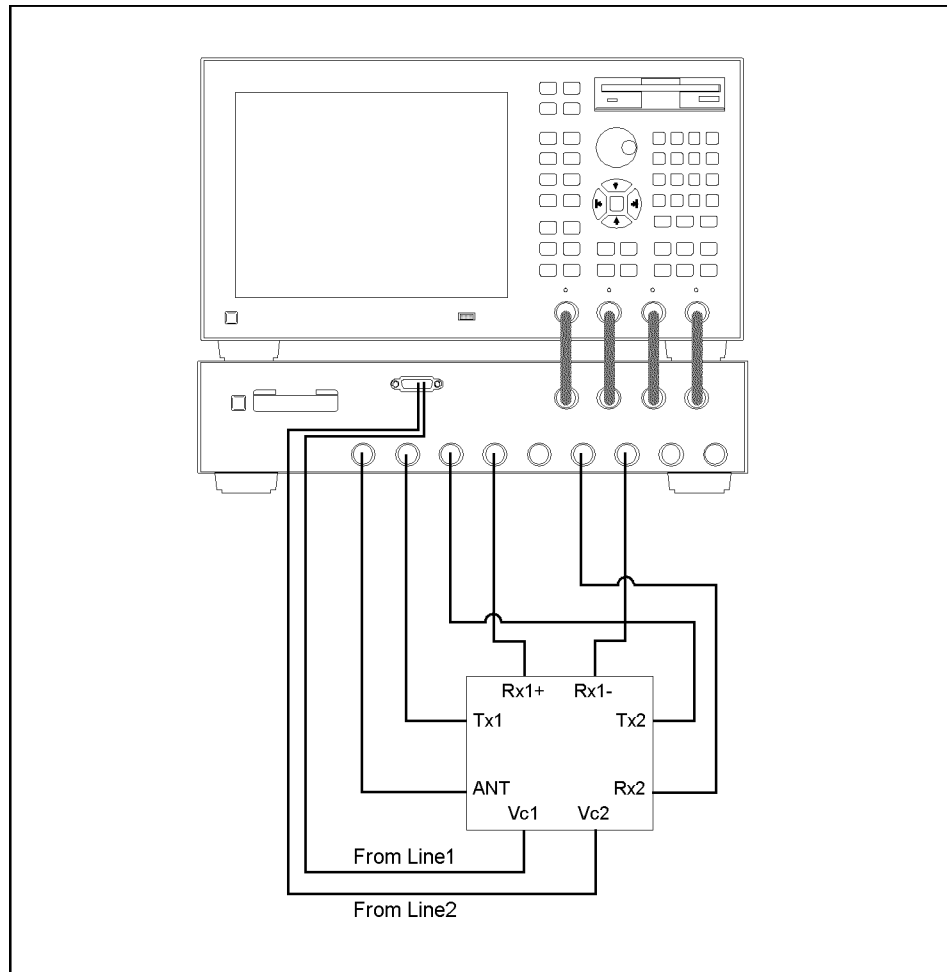 Rx1+ Rx1-
Tx1 Tx2
ANT Rx2
Vc1 Vc2
From Line1
From Line2